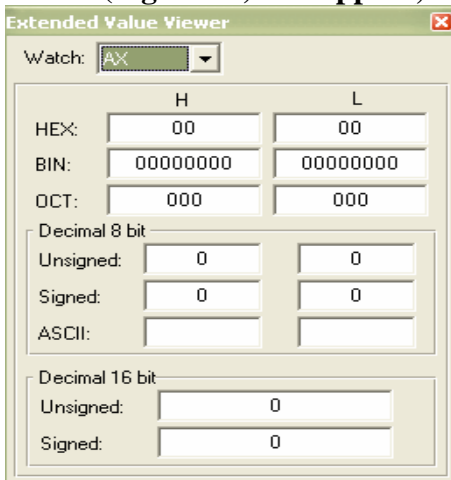 Extended Value Viewer
Watch: AX
H L
HEX: 00 00
BIN: 00000000 00000000
OCT: 000 000
Decimal 8 bit
Unsigned: 0 0
Signed: 0 0
ASCII:
Decimal 16 bit
Unsigned: 0
Signed: 0